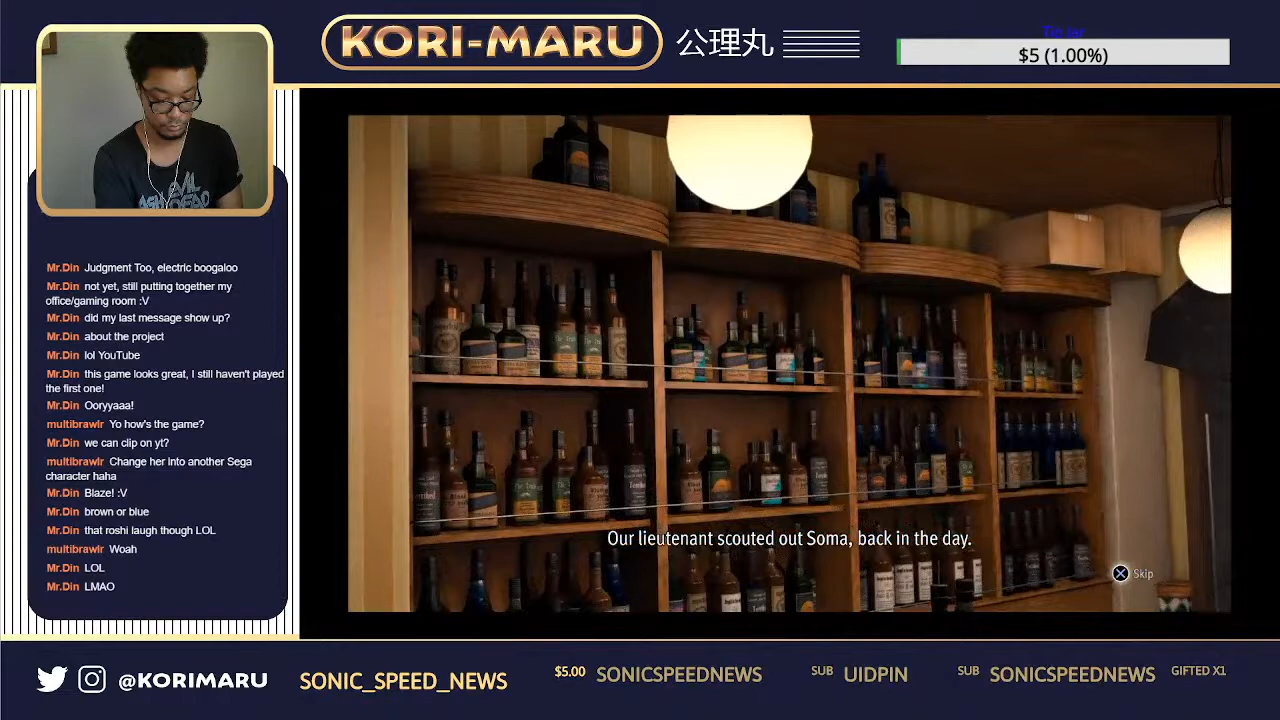 KORI-MARU 公理丸
Tip Jar
$5 (1.00%)
EVIL
DEAD
Mr.Din Judgment Too, electric boogaloo
Mr.Din not yet, still putting together my
office/gaming room :V
Mr.Din did my last message show up?
Mr.Din about the project
Mr.Din lol YouTube
Mr.Din this game looks great, I still haven't played
the first one!
Mr.Din Ooryyaaa!
multibrawlr Yo how's the game?
Mr.Din we can clip on yt?
multibrawlr Change her into another Sega
character haha
Mr.Din Blaze! :V
Mr.Din brown or blue
Mr.Din that roshi laugh though LOL
multibrawlr Woah
Mr.Din LOL
Mr.Din LMAO
Our lieutenant scouted out Soma, back in the day.
Skip
@KORIMARU
SONIC_SPEED_NEWS
$5.00 SONICSPEEDNEWS
SUB UIDPIN
SUB SONICSPEEDNEWS GIFTED X1